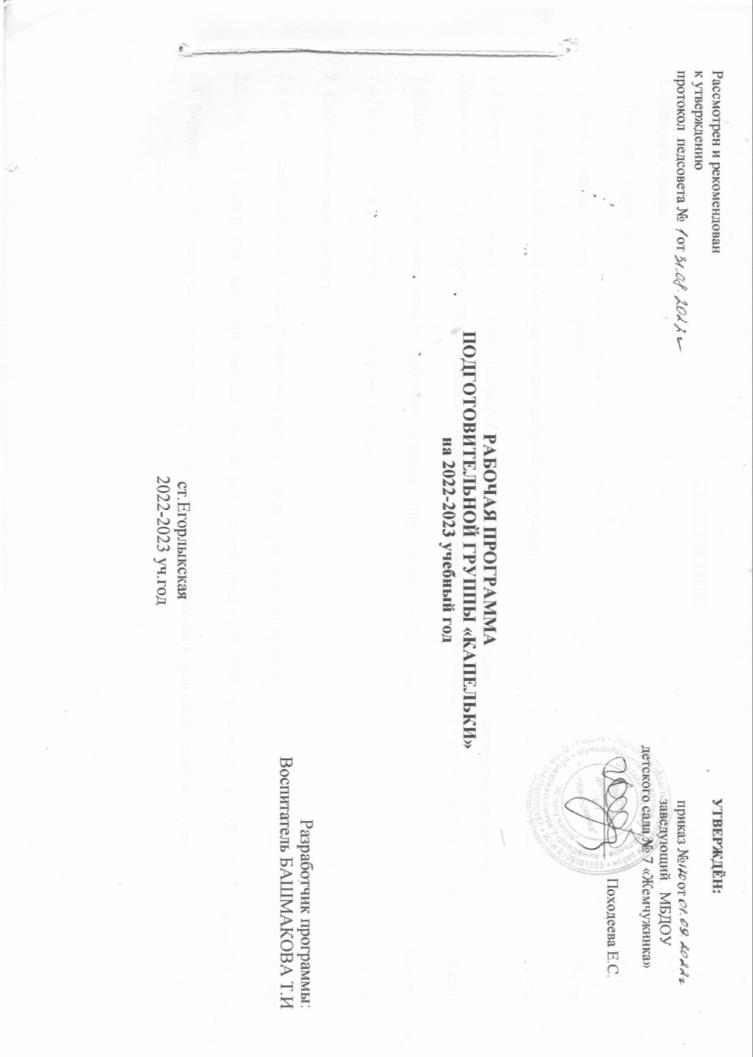 Рассмотрен и рекомендован
к утверждению
протокол педсовета № 1 от 31.08. 2022г
УТВЕРЖДЁН:
приказ № от 01.09. 2022г
заведующий МБДОУ
детского сада № 7 «Жемчужинка»
Походеева Е.С.
РАБОЧАЯ ПРОГРАММА
ПОДГОТОВИТЕЛЬНОЙ ГРУППЫ «КАПЕЛЬКИ»
на 2022-2023 учебный год
Разработчик программы:
Воспитатель БАШМАКОВА Т.И
ст.Егорлыкская
2022-2023 уч.год